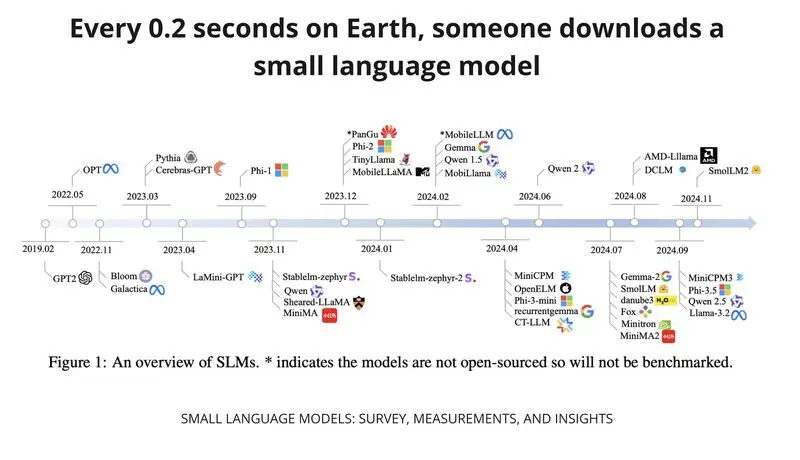 Every 0.2 seconds on Earth, someone downloads a
small language model
OPT
2022.05
Pythia
Cerebras-GPT
2023.03
Phi-1
2023.09
*PanGu
Phi-2
TinyLlama
MobileLLaMA
2023.12
*MobileLLM
Gemma
Qwen 1.5
MobiLlama
2024.02
Qwen 2
2024.06
AMD-Lllama
AMD
DCLM
2024.08
SmolLM2
2024.11
2019.02
GPT2
2022.11
Bloom
Galactica
2023.04
LaMini-GPT
2023.11
Stablelm-zephyr S.
Qwen
Sheared-LLaMA
MiniMA
2024.01
Stablelm-zephyr-2 S.
2024.04
MiniCPM
OpenELM
Phi-3-mini
recurrentgemma
CT-LLM
2024.07
Gemma-2
SmolLM
danube3 H2O
Fox
Minitron
MiniMA2
2024.09
MiniCPM3
Phi-3.5
Qwen 2.5
Llama-3.2
Figure 1: An overview of SLMs. * indicates the models are not open-sourced so will not be benchmarked.
SMALL LANGUAGE MODELS: SURVEY, MEASUREMENTS, AND INSIGHTS